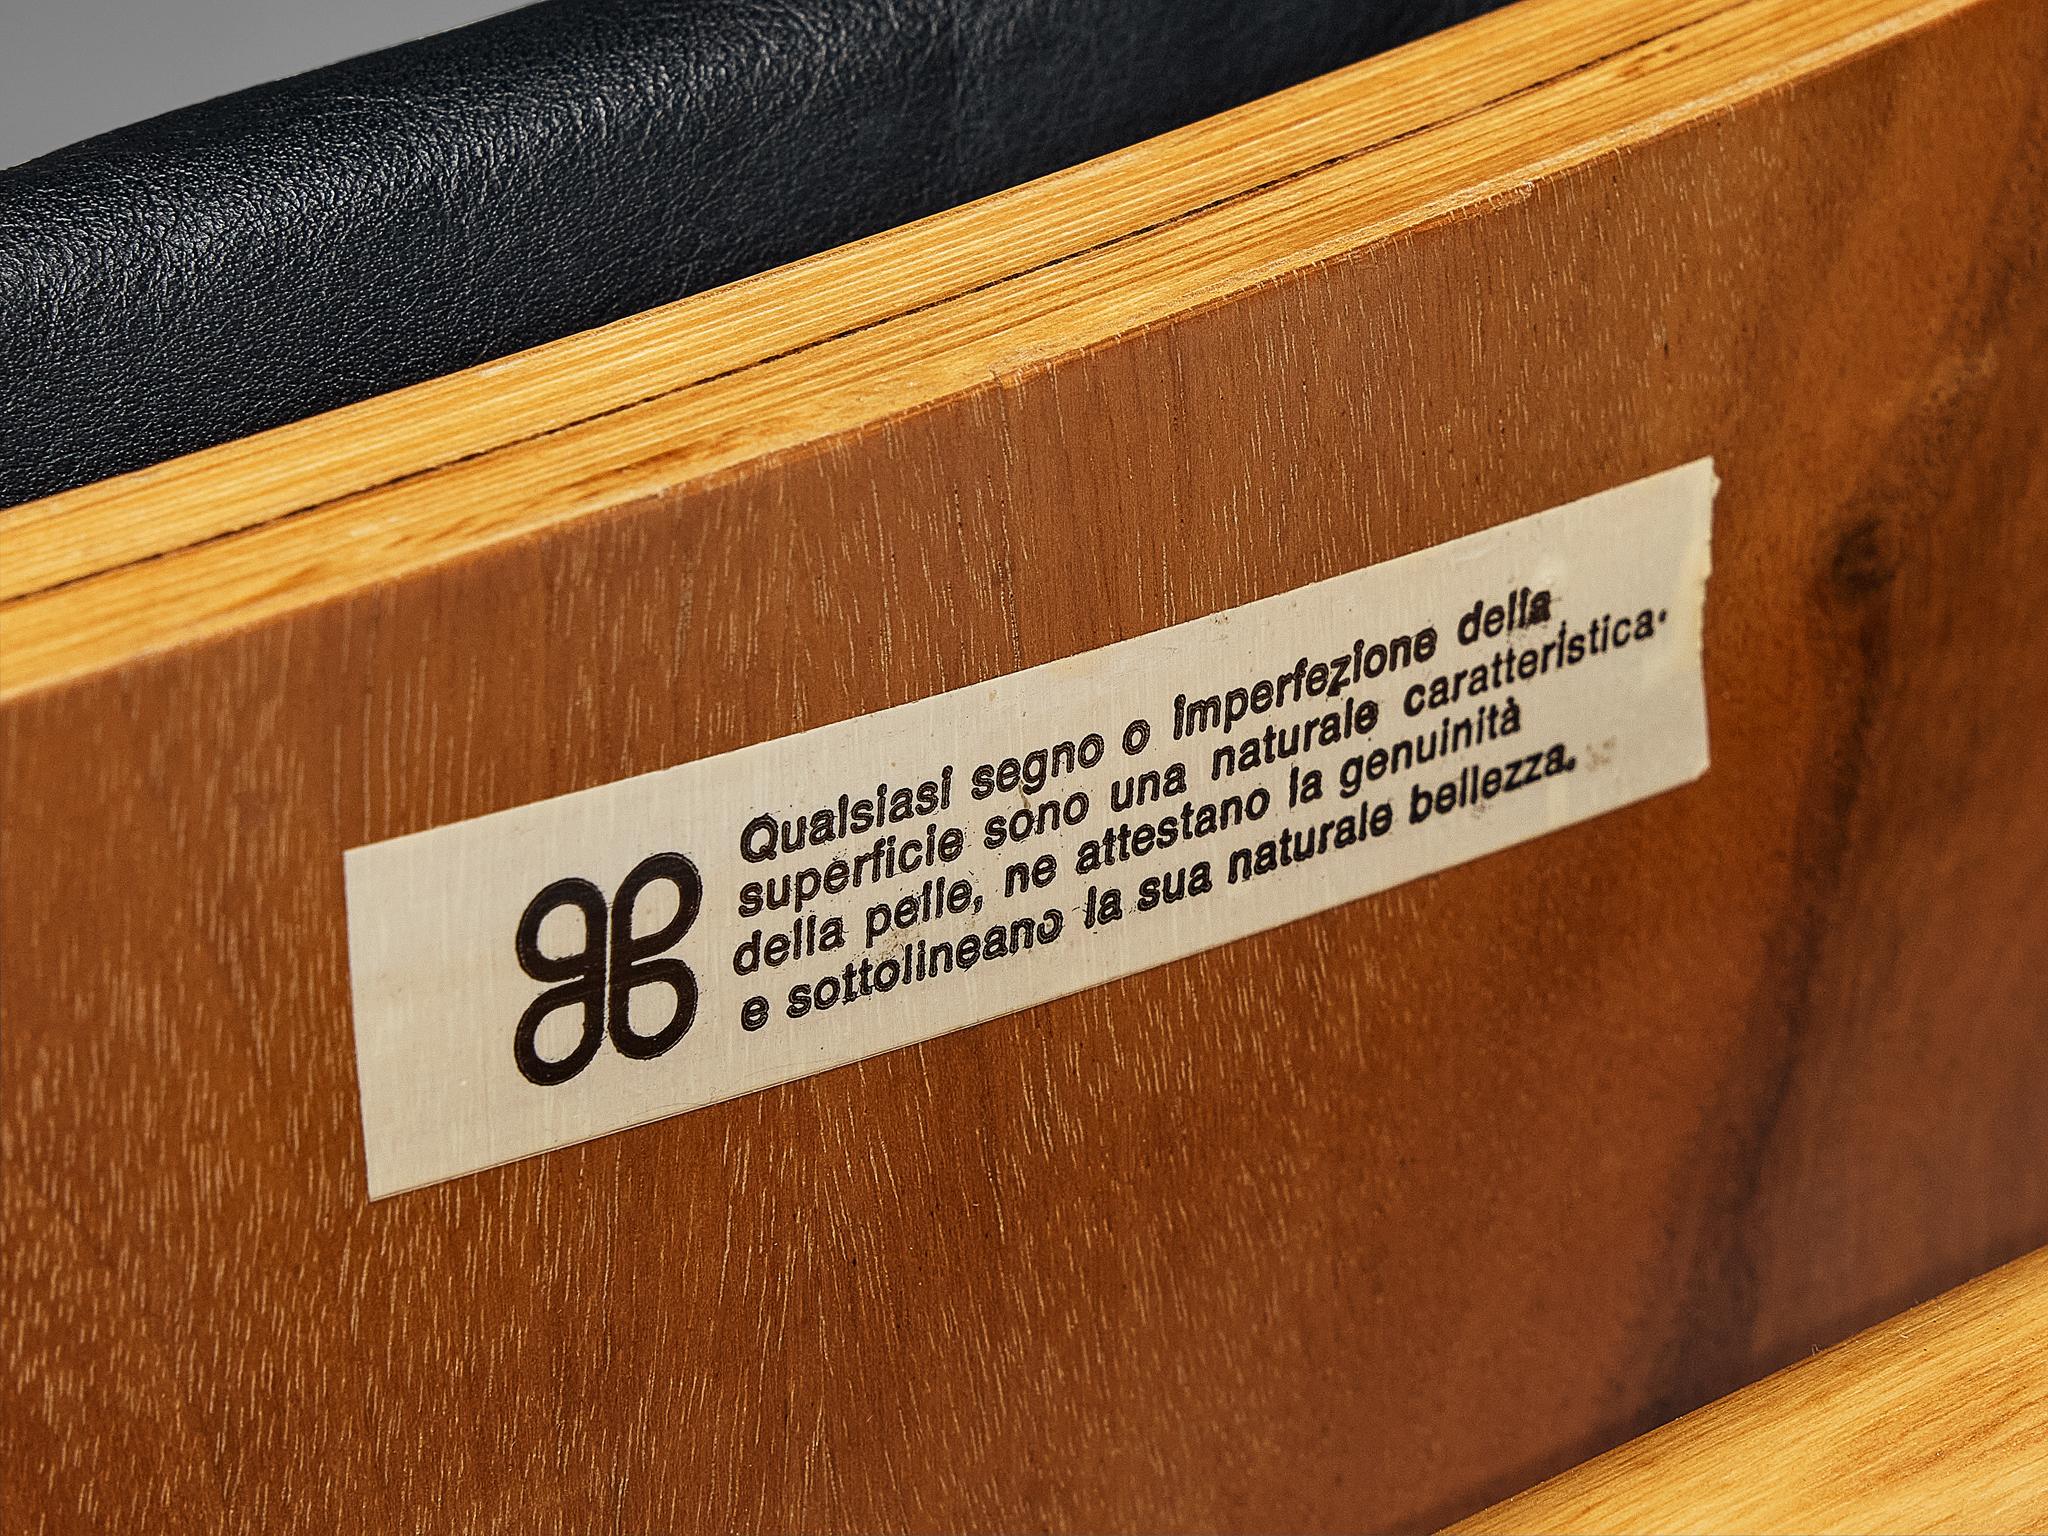 Qualsiasi segno o imperfezione della
superficie sono una naturale caratteristica.
della pelle, ne attestano la genuinità
e sottolineano la sua naturale bellezza.